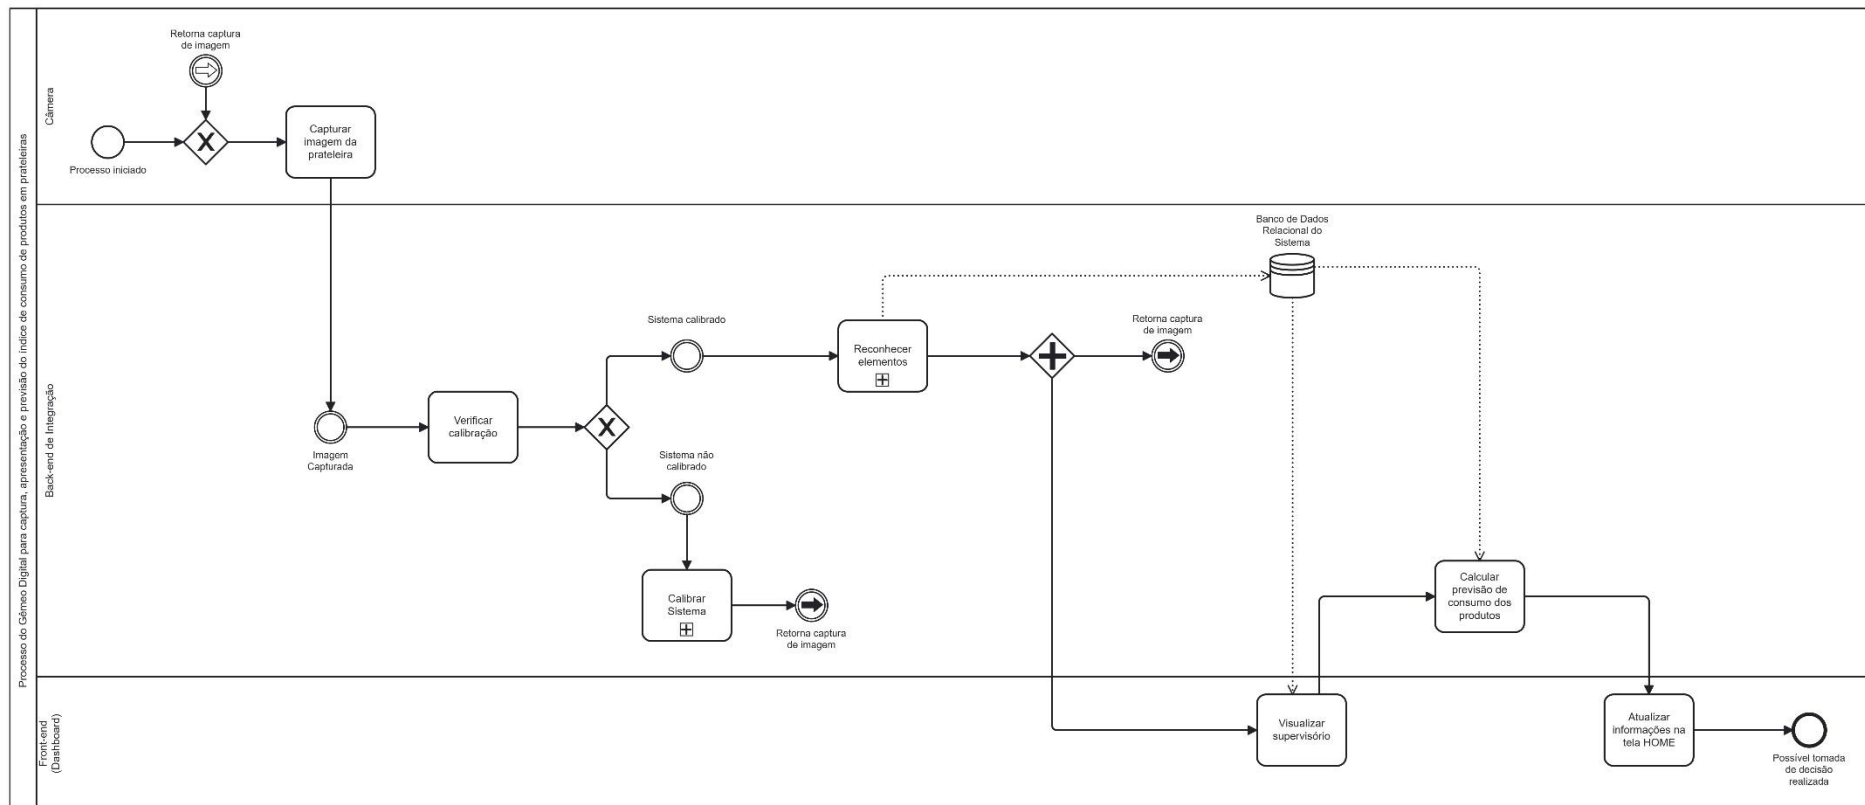 Processo do Gêmeo Digital para captura, apresentação e previsão do índice de consumo de produtos em prateleiras
Câmera
Retorna captura
de imagem
Processo iniciado
Capturar
imagem da
prateleira
Back-end de Integração
Imagem
Capturada
Verificar
calibração
Sistema calibrado
Sistema não
calibrado
Calibrar
Sistema
Retorna captura
de imagem
Reconhecer
elementos
Retorna captura
de imagem
Banco de Dados
Relacional do
Sistema
Calcular
previsão de
consumo dos
produtos
Front-end
(Dashboard)
Visualizar
supervisório
Atualizar
informações na
tela HOME
Possível tomada
de decisão
realizada